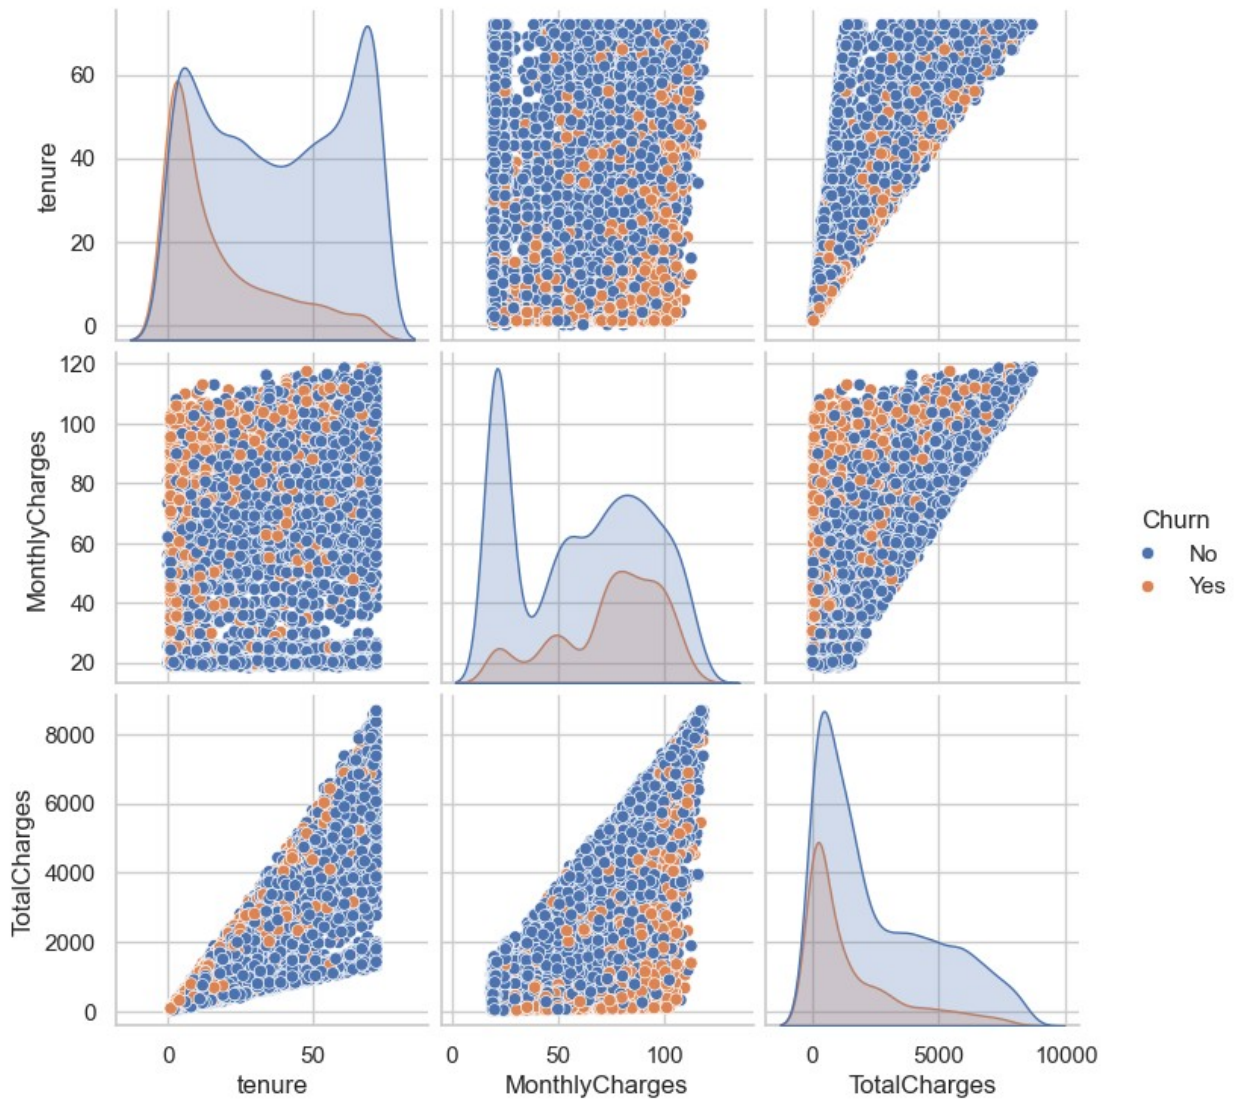 60
40
20
0
tenure
120
100
80
60
40
20
MonthlyCharges
Churn
No
Yes
8000
6000
4000
2000
0
TotalCharges
0 50 0 50 100 0 5000 10000
tenure MonthlyCharges TotalCharges